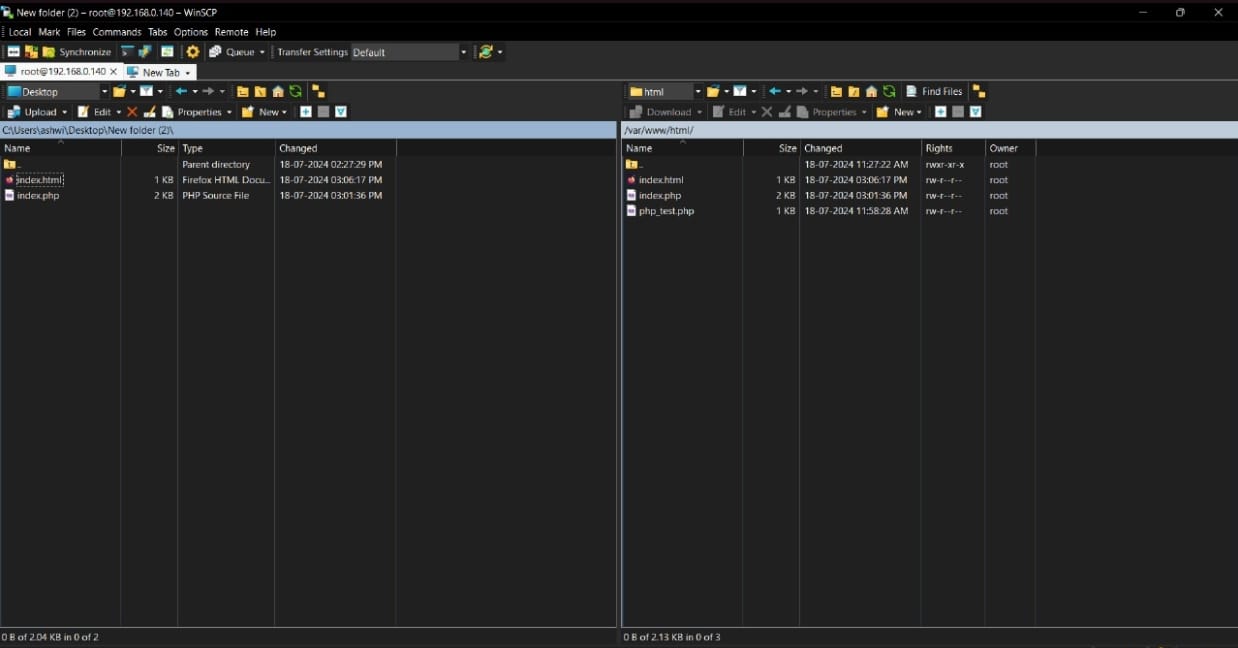 New folder (2) – root@192.168.0.140 – WinSCP
Local Mark Files Commands Tabs Options Remote Help
Synchronize Queue Transfer Settings Default
root@192.168.0.140 × New Tab
Desktop
Upload Edit Properties New
C:\Users\ashwi\Desktop\New folder (2)\
Name Size Type Changed
.. Parent directory 18-07-2024 02:27:29 PM
index.html 1 KB Firefox HTML Docu... 18-07-2024 03:06:17 PM
index.php 2 KB PHP Source File 18-07-2024 03:01:36 PM
0 B of 2.04 KB in 0 of 2
html Find Files
Download Edit Properties New
/var/www/html/
Name Size Changed Rights Owner
.. 18-07-2024 11:27:22 AM rwxr-xr-x root
index.html 1 KB 18-07-2024 03:06:17 PM rw-r--r-- root
index.php 2 KB 18-07-2024 03:01:36 PM rw-r--r-- root
php_test.php 1 KB 18-07-2024 11:58:28 AM rw-r--r-- root
0 B of 2.13 KB in 0 of 3